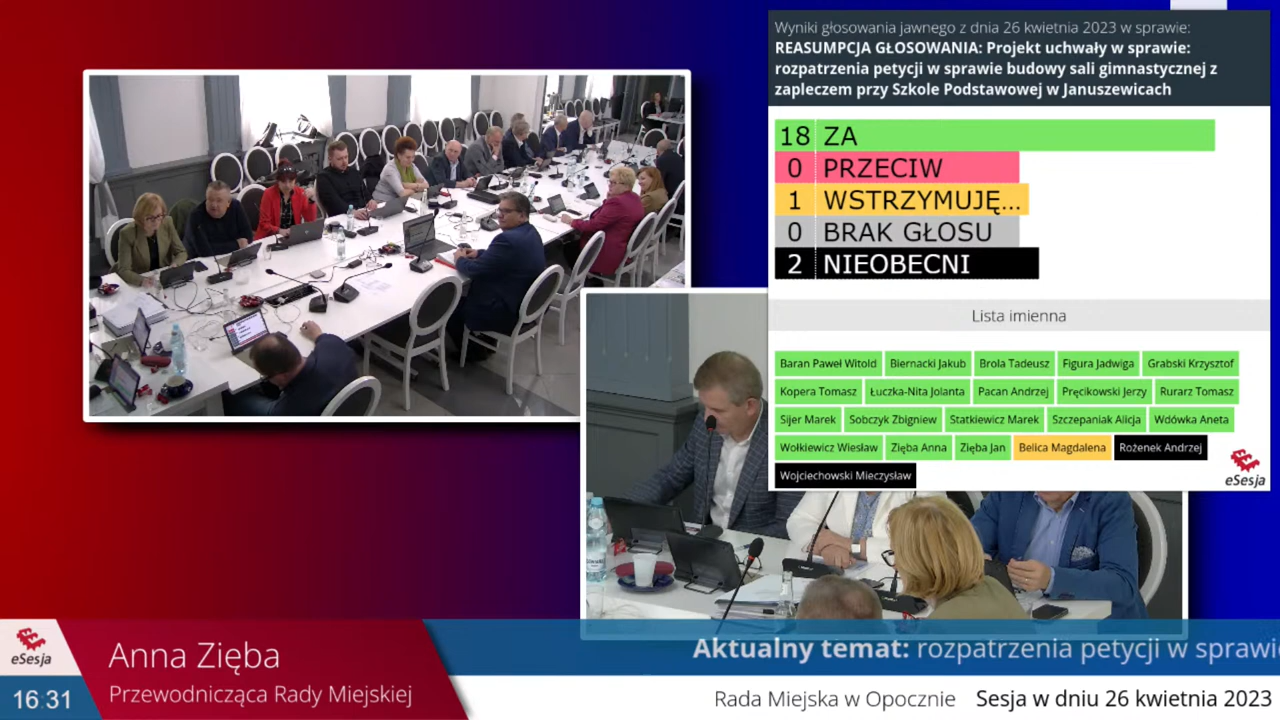 Wyniki głosowania jawnego z dnia 26 kwietnia 2023 w sprawie:
REASUMPCJA GŁOSOWANIA: Projekt uchwały w sprawie:
rozpatrzenia petycji w sprawie budowy sali gimnastycznej z
zapleczem przy Szkole Podstawowej w Januszewicach
18 ZA
0 PRZECIW
1 WSTRZYMUJĘ...
0 BRAK GŁOSU
2 NIEOBECNI
Lista imienna
Baran Paweł Witold Biernacki Jakub Brola Tadeusz Figura Jadwiga Grabski Krzysztof
Kopera Tomasz Łuczka-Nita Jolanta Pacan Andrzej Pręcikowski Jerzy Rurarz Tomasz
Sijer Marek Sobczyk Zbigniew Statkiewicz Marek Szczepaniak Alicja Wdówka Aneta
Wołkiewicz Wiesław Zięba Anna Zięba Jan Belica Magdalena Rożenek Andrzej
Wojciechowski Mieczysław
eSesja
eSesja
Anna Zięba
Przewodnicząca Rady Miejskiej
16:31
Aktualny temat: rozpatrzenia petycji w sprawie
Rada Miejska w Opocznie Sesja w dniu 26 kwietnia 2023